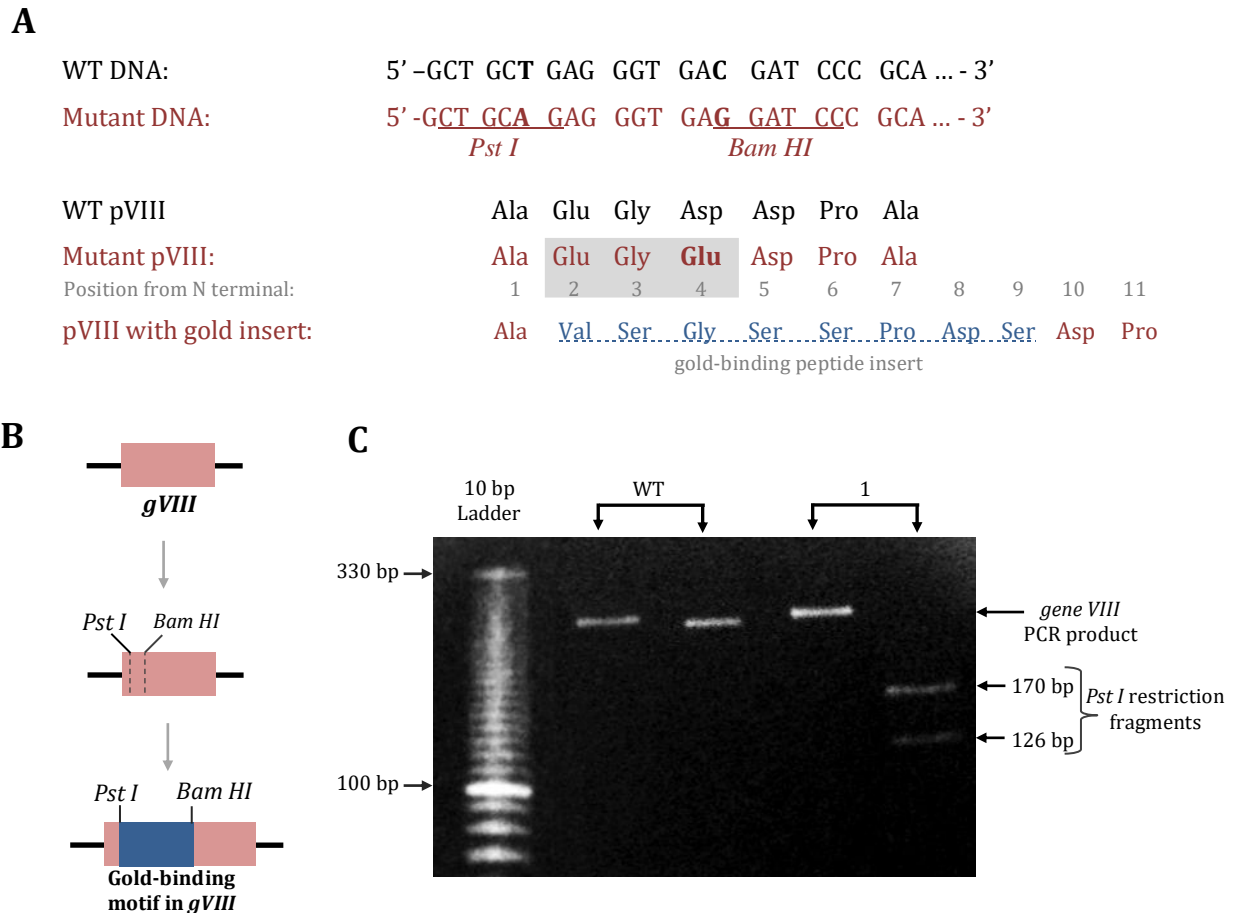 A
WT DNA: 5’ –GCT GCT GAG GGT GAC GAT CCC GCA … - 3’
Mutant DNA: 5’ -GCT GCA GAG GGT GAG GAT CCC GCA … - 3’
Pst I Bam HI
WT pVIII Ala Glu Gly Asp Asp Pro Ala
Mutant pVIII: Ala Glu Gly Glu Asp Pro Ala
Position from N terminal: 1 2 3 4 5 6 7 8 9 10 11
pVIII with gold insert: Ala Val Ser Gly Ser Ser Pro Asp Ser Asp Pro
gold-binding peptide insert
B
gVIII
Pst I Bam HI
Pst I Bam HI
Gold-binding
motif in gVIII
C
10 bp
Ladder
WT 1
330 bp
100 bp
gene VIII
PCR product
170 bp
126 bp
Pst I restriction
fragments